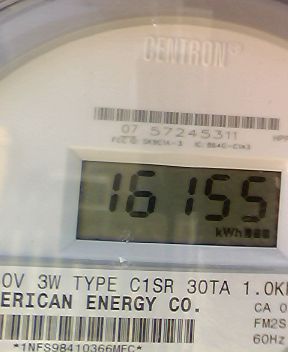 CENTRON®
07 57245311
16155
kWh
0V 3W TYPE C1SR 30TA 1.0K
ERICAN ENERGY CO.
CA 0
FM2S
60Hz
*1NFS98410366MFC*